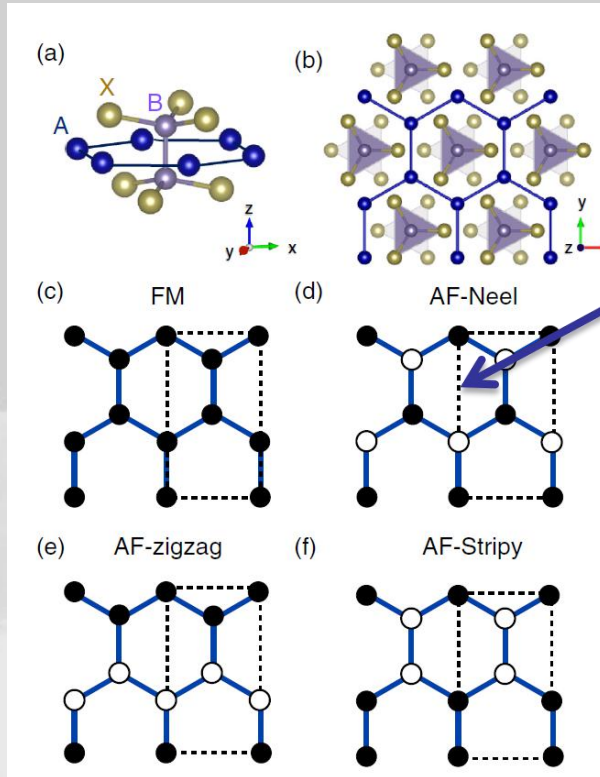 (a)
X
B
A
z
y
x
(b)
y
z
(c) FM
(d) AF-Neel
(e) AF-zigzag
(f) AF-Stripy